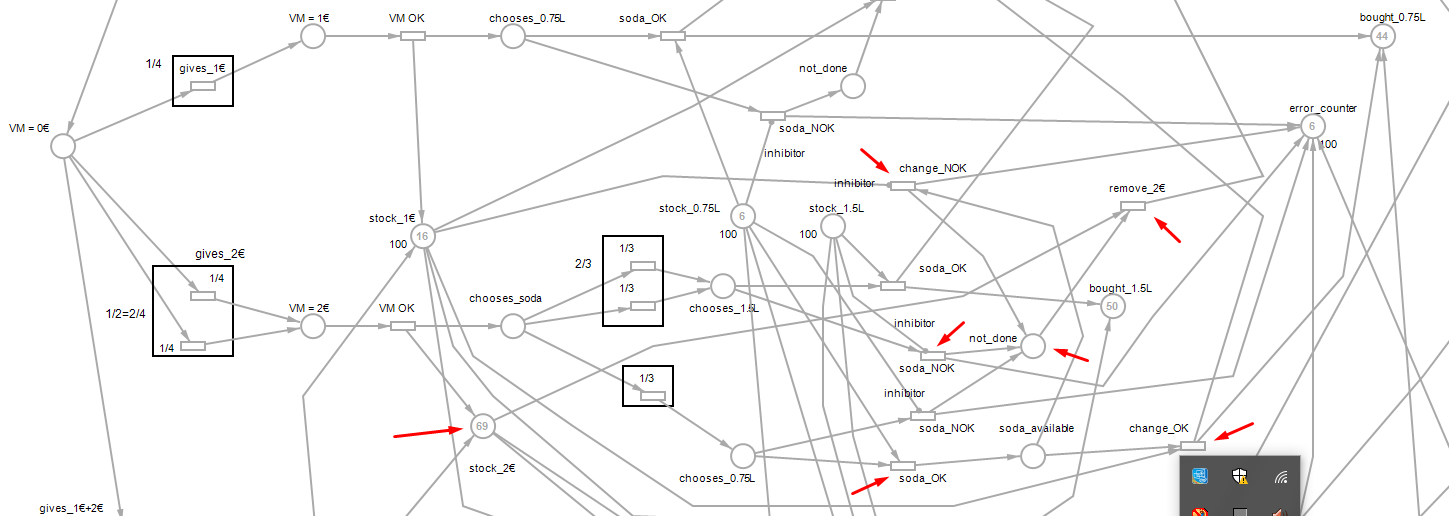 VM = 1€
VM OK
chooses_0.75L
soda_OK
bought_0.75L
44
1/4
gives_1€
not_done
VM = 0€
soda_NOK
error_counter
6
100
inhibitor
change_NOK
inhibitor
remove_2€
stock_1€
16
100
stock_0.75L
6
100
stock_1.5L
100
gives_2€
1/4
1/2=2/4
1/4
VM = 2€
VM OK
chooses_soda
2/3
1/3
1/3
chooses_1.5L
soda_OK
bought_1.5L
50
inhibitor
not_done
soda_NOK
1/3
inhibitor
soda_NOK
69
stock_2€
chooses_0.75L
soda_OK
soda_available
change_OK
gives_1€+2€